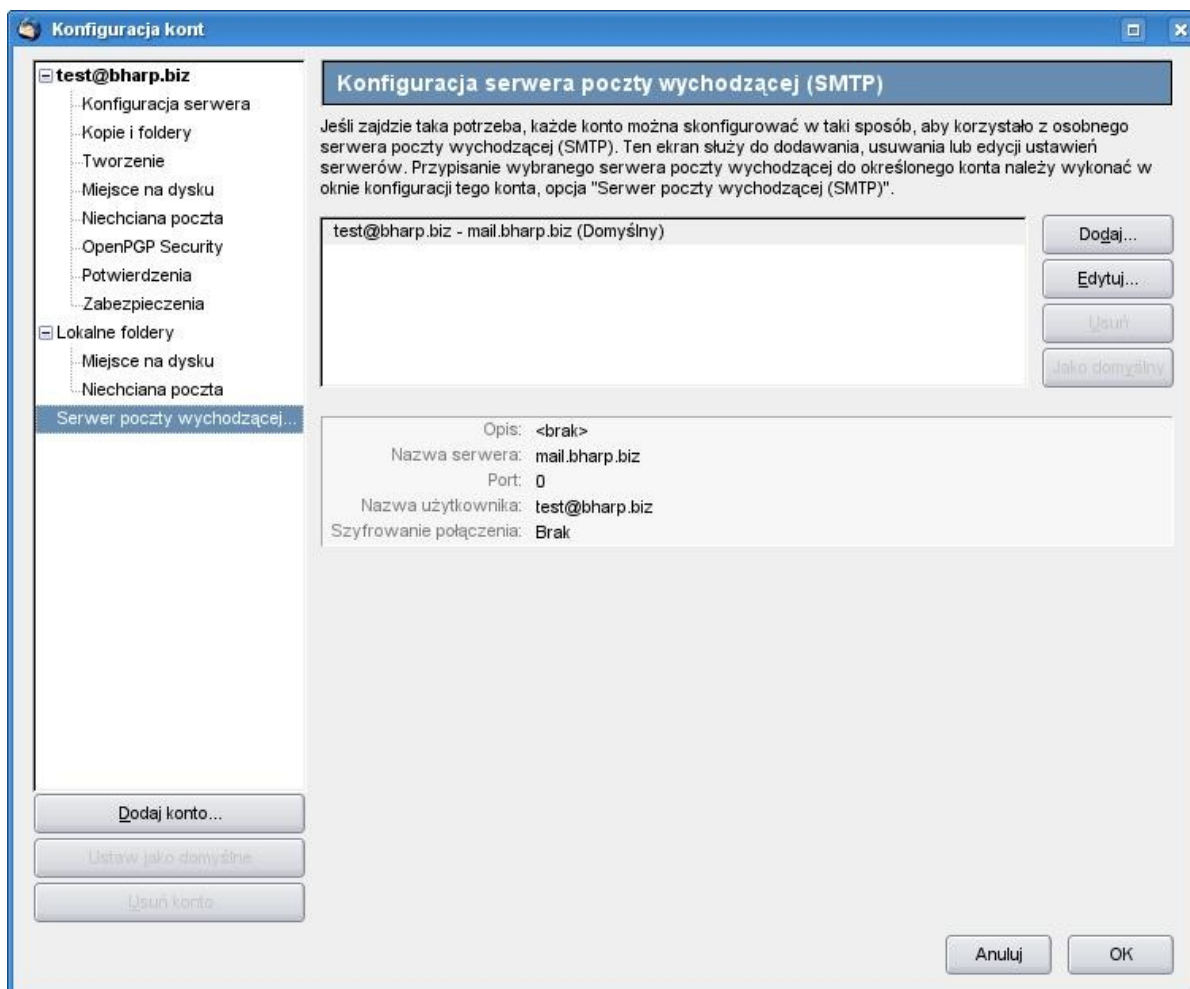 Konfiguracja kont
test@bharp.biz
Konfiguracja serwera
Kopie i foldery
Tworzenie
Miejsce na dysku
Niechciana poczta
OpenPGP Security
Potwierdzenia
Zabezpieczenia
Lokalne foldery
Miejsce na dysku
Niechciana poczta
Serwer poczty wychodzącej...
Dodaj konto...
Ustaw jako domyślne
Usuń konto
Konfiguracja serwera poczty wychodzącej (SMTP)
Jeśli zajdzie taka potrzeba, każde konto można skonfigurować w taki sposób, aby korzystało z osobnego
serwera poczty wychodzącej (SMTP). Ten ekran służy do dodawania, usuwania lub edycji ustawień
serwerów. Przypisanie wybranego serwera poczty wychodzącej do określonego konta należy wykonać w
oknie konfiguracji tego konta, opcja "Serwer poczty wychodzącej (SMTP)".
test@bharp.biz - mail.bharp.biz (Domyślny)
Dodaj...
Edytuj...
Usuń
Jako domyślny
Opis: <brak>
Nazwa serwera: mail.bharp.biz
Port: 0
Nazwa użytkownika: test@bharp.biz
Szyfrowanie połączenia: Brak
Anuluj
OK